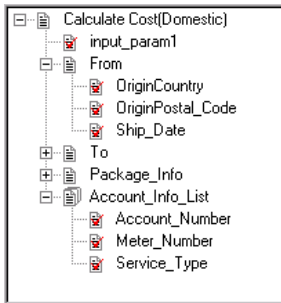 Calculate Cost(Domestic)
input_param1
From
OriginCountry
OriginPostal_Code
Ship_Date
To
Package_Info
Account_Info_List
Account_Number
Meter_Number
Service_Type